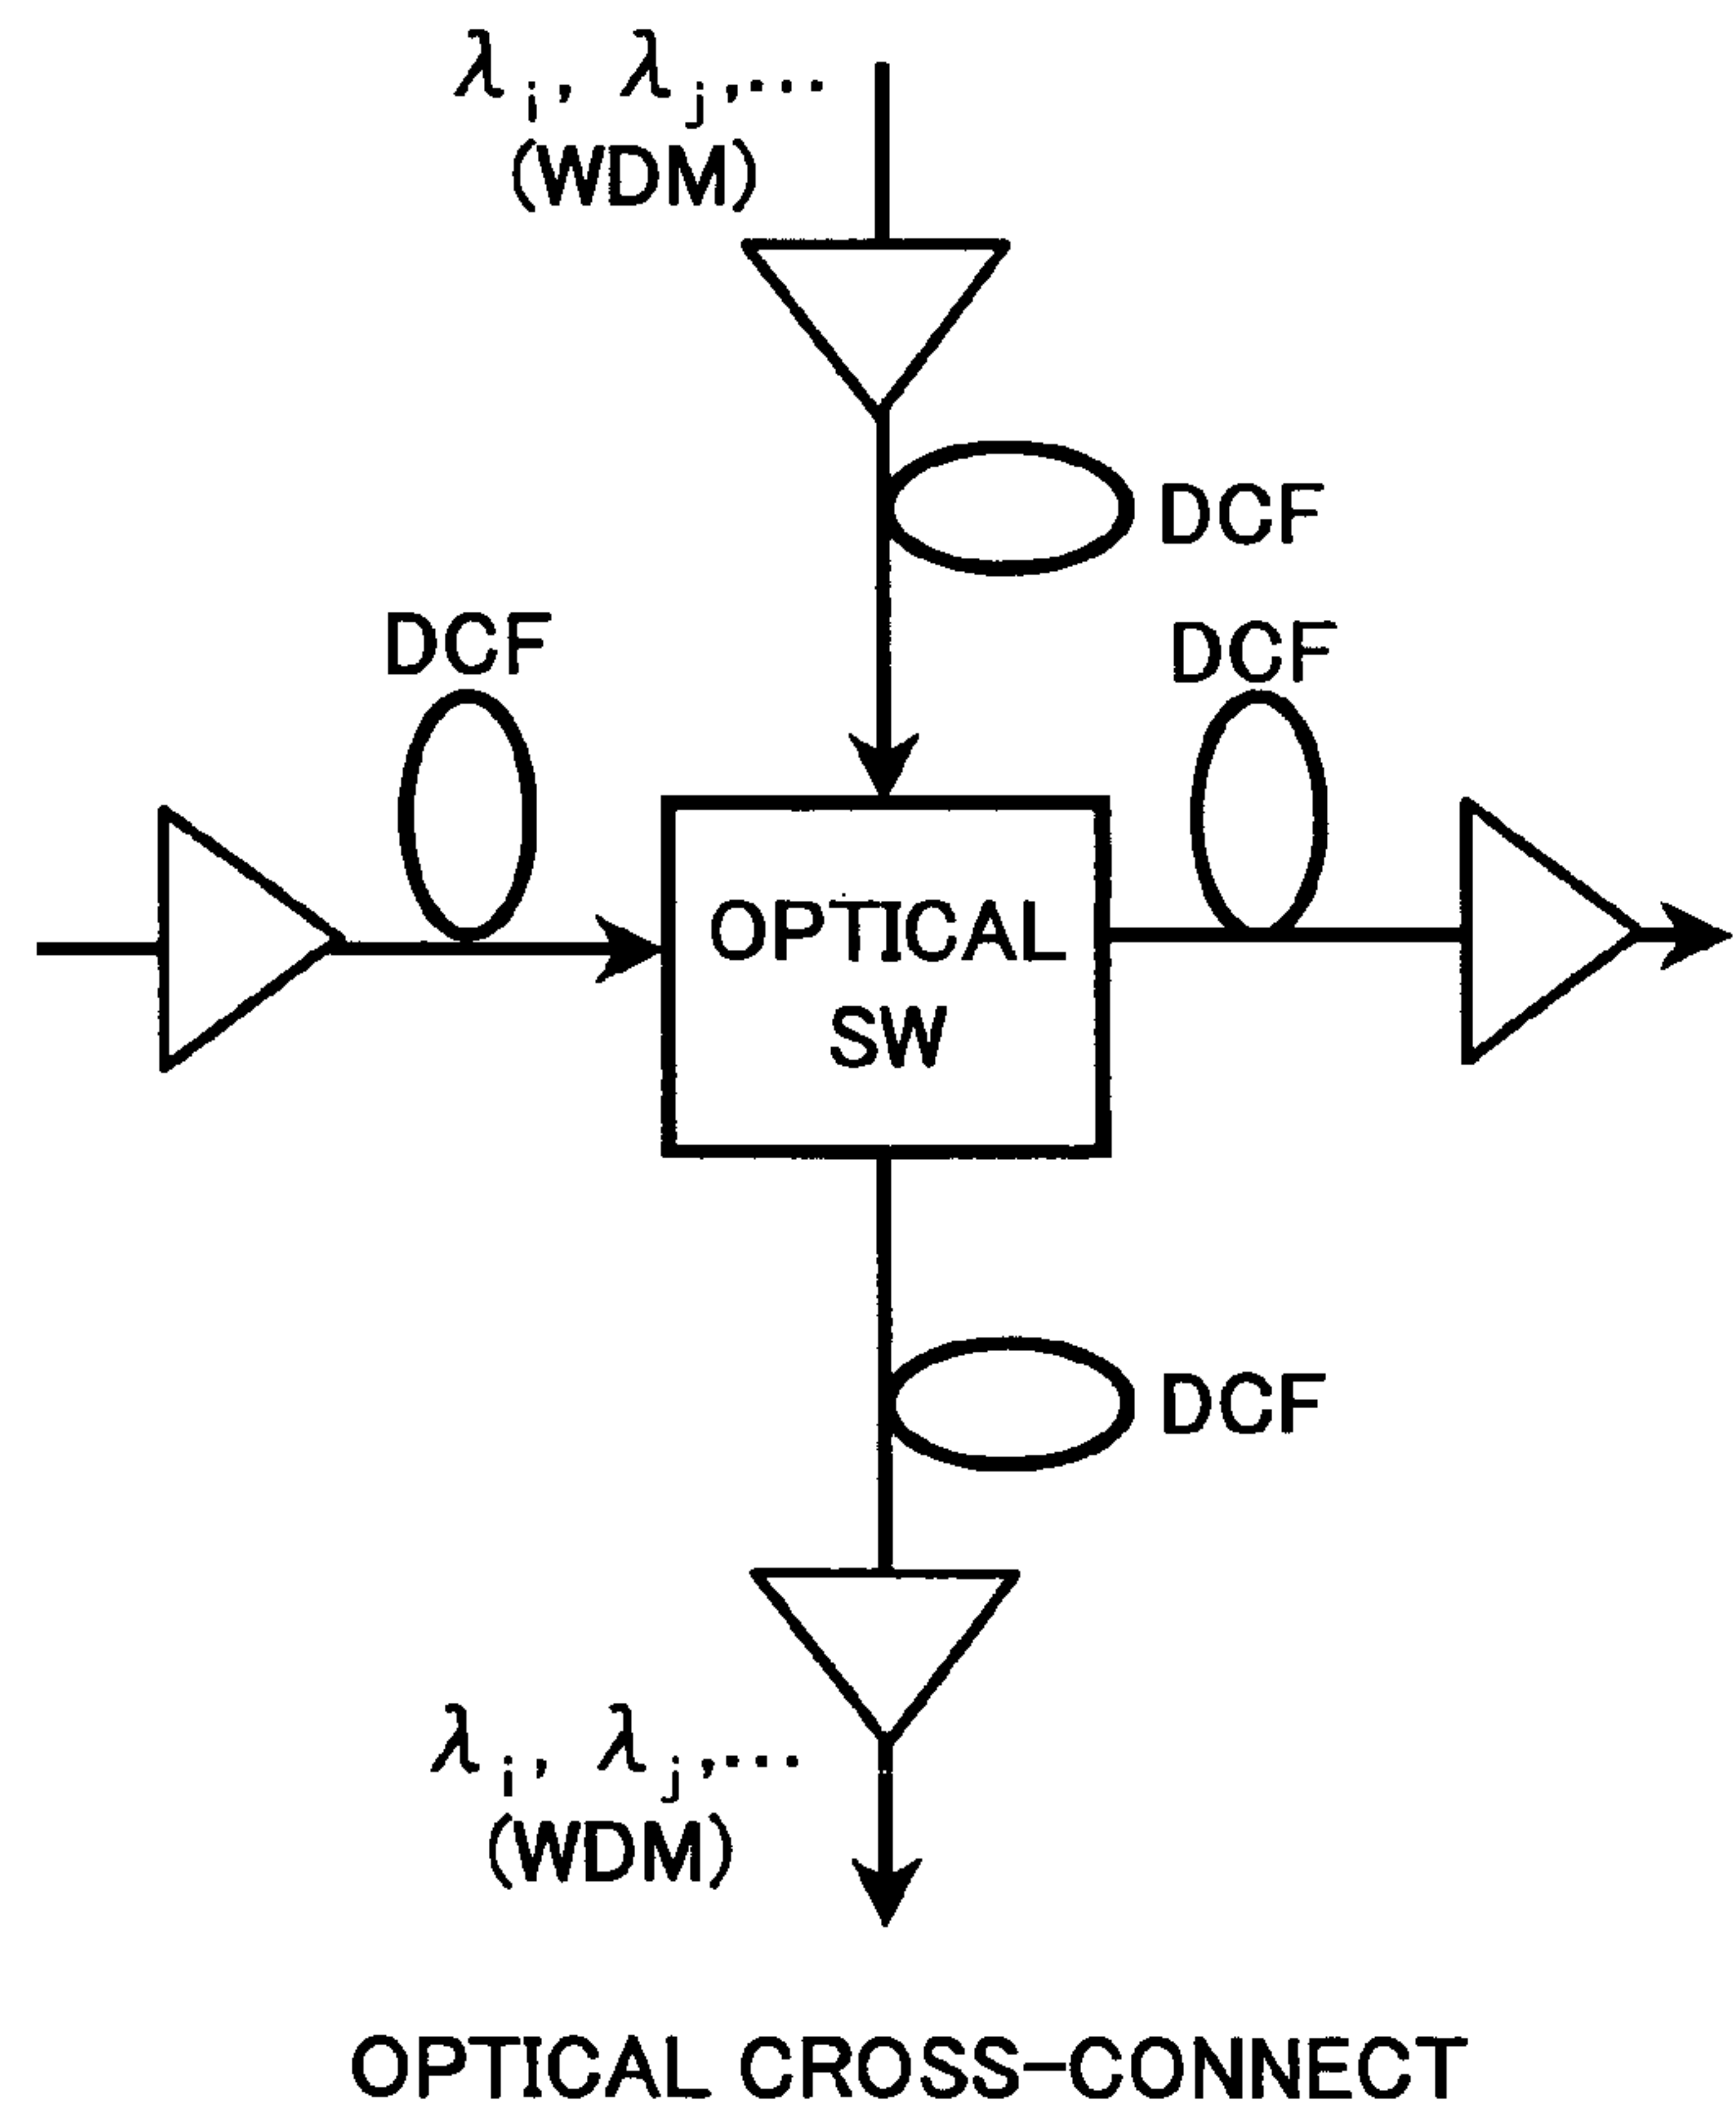 λi, λj,...
(WDM)
DCF
DCF
DCF
OPTICAL
SW
DCF
λi, λj,...
(WDM)
OPTICAL CROSS-CONNECT